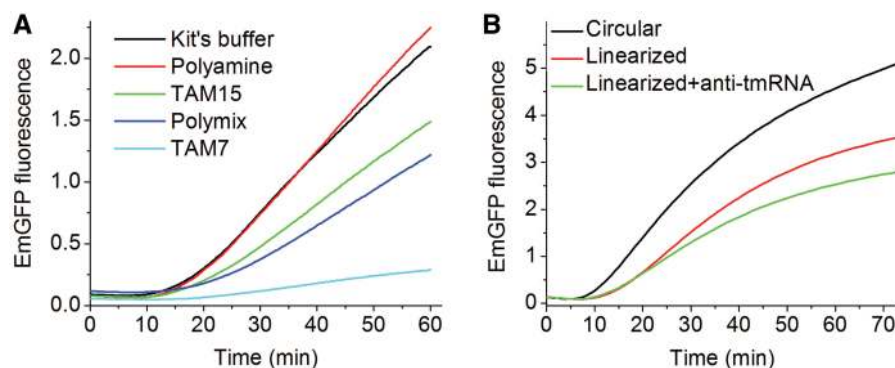 A
Kit's buffer
Polyamine
TAM15
Polymix
TAM7
EmGFP fluorescence
2.0
1.5
1.0
0.5
0.0
0 10 20 30 40 50 60
Time (min)
B
Circular
Linearized
Linearized+anti-tmRNA
EmGFP fluorescence
5
4
3
2
1
0
0 10 20 30 40 50 60 70
Time (min)